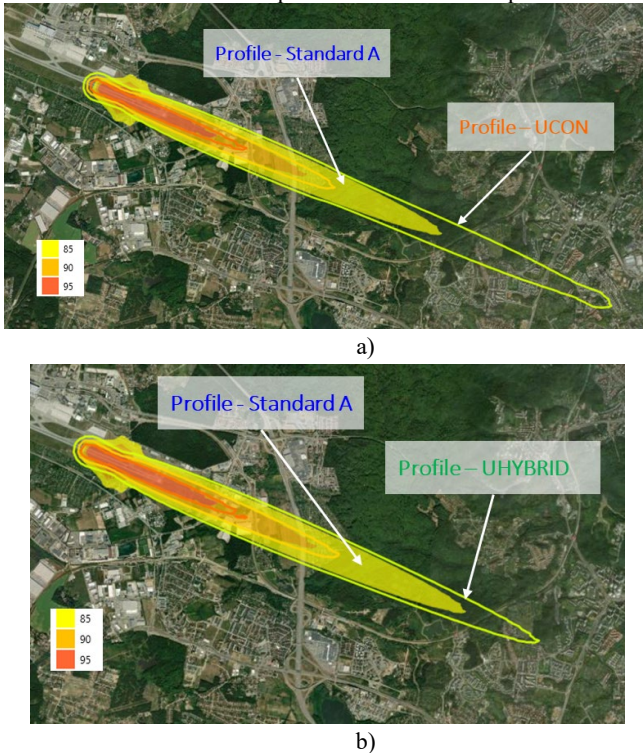 Profile - Standard A
Profile – UCON
85
90
95
a)
Profile - Standard A
Profile – UHYBRID
85
90
95
b)